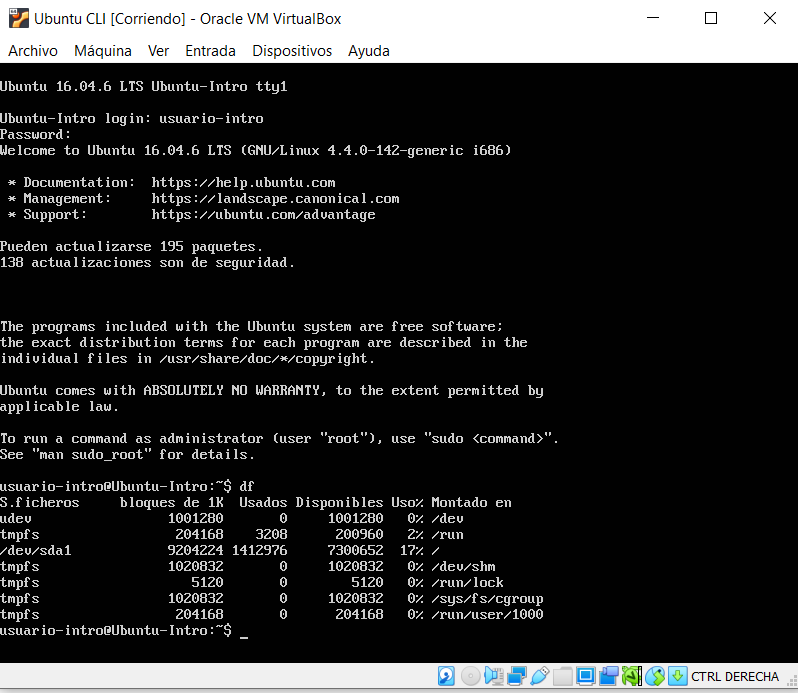 Ubuntu CLI [Corriendo] - Oracle VM VirtualBox
Archivo Máquina Ver Entrada Dispositivos Ayuda
Ubuntu 16.04.6 LTS Ubuntu-Intro tty1
Ubuntu-Intro login: usuario-intro
Password:
Welcome to Ubuntu 16.04.6 LTS (GNU/Linux 4.4.0-142-generic i686)
* Documentation: https://help.ubuntu.com
* Management: https://landscape.canonical.com
* Support: https://ubuntu.com/advantage
Pueden actualizarse 195 paquetes.
138 actualizaciones son de seguridad.
The programs included with the Ubuntu system are free software;
the exact distribution terms for each program are described in the
individual files in /usr/share/doc/*/copyright.
Ubuntu comes with ABSOLUTELY NO WARRANTY, to the extent permitted by
applicable law.
To run a command as administrator (user "root"), use "sudo <command>".
See "man sudo_root" for details.
usuario-intro@Ubuntu-Intro:~$ df
S.ficheros bloques de 1K Usados Disponibles Uso% Montado en
udev 1001280 0 1001280 0% /dev
tmpfs 204168 3208 200960 2% /run
/dev/sda1 9204224 1412976 7300652 17% /
tmpfs 1020832 0 1020832 0% /dev/shm
tmpfs 5120 0 5120 0% /run/lock
tmpfs 1020832 0 1020832 0% /sys/fs/cgroup
tmpfs 204168 0 204168 0% /run/user/1000
usuario-intro@Ubuntu-Intro:~$ _
CTRL DERECHA